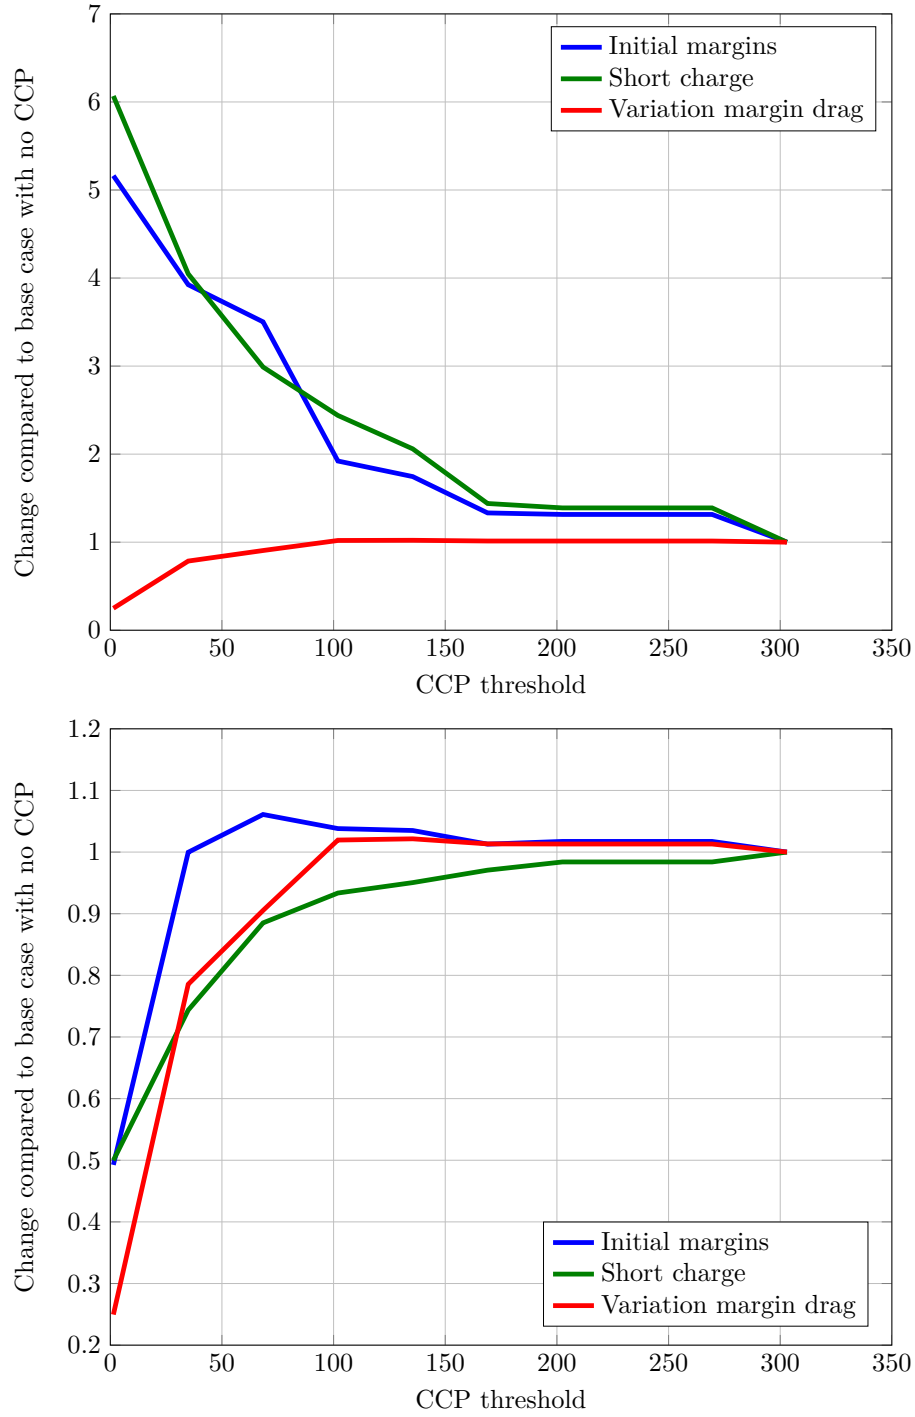 7
6
5
4
3
2
1
0
Change compared to base case with no CCP
Initial margins
Short charge
Variation margin drag
0 50 100 150 200 250 300 350
CCP threshold
1.2
1.1
1
0.9
0.8
0.7
0.6
0.5
0.4
0.3
0.2
Change compared to base case with no CCP
Initial margins
Short charge
Variation margin drag
0 50 100 150 200 250 300 350
CCP threshold